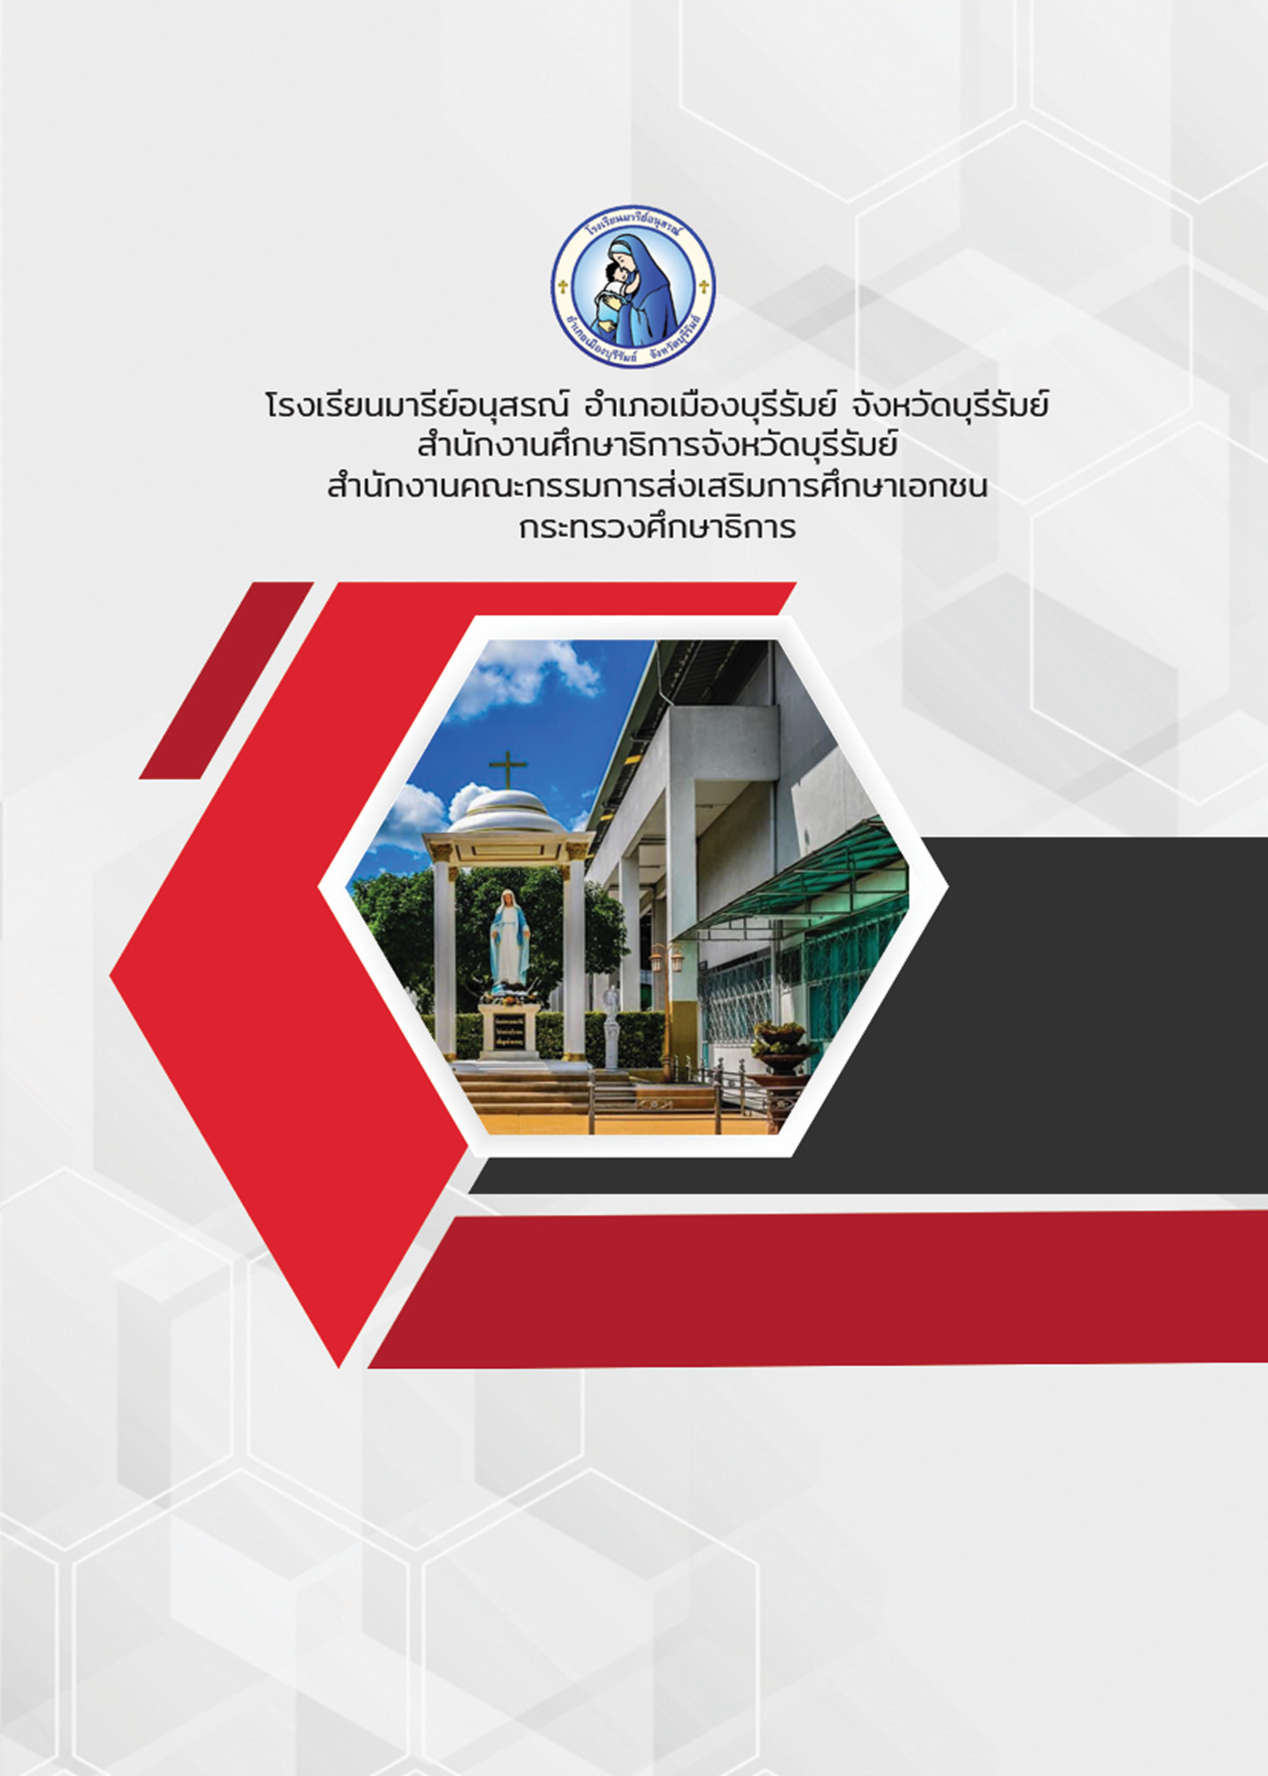 โรงเรียนมารีย์อนุสรณ์
อำเภอเมืองบุรีรัมย์ จังหวัดบุรีรัมย์
โรงเรียนมารีย์อนุสรณ์ อำเภอเมืองบุรีรัมย์ จังหวัดบุรีรัมย์
สำนักงานศึกษาธิการจังหวัดบุรีรัมย์
สำนักงานคณะกรรมการส่งเสริมการศึกษาเอกชน
กระทรวงศึกษาธิการ